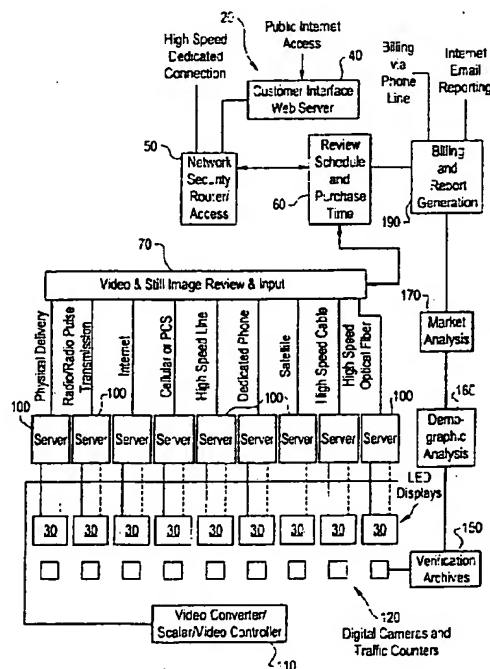 20
Public Internet
Access
High Speed
Dedicated
Connection
40
Customer Interface
Web Server
Billing
via
Phone
Line
Internet
Email
Reporting
50
Network
Security
Router/
Access
60
Review
Schedule
and
Purchase
Time
Billing
and
Report
Generation
190
70
Video & Still Image Review & Input
Physical Delivery
Radio/Radio Pulse
Transmission
Internet
Cellular or PCS
High Speed Line
Dedicated Phone
Satellite
High Speed Cable
High Speed
Optical Fiber
170
Market
Analysis
160
Demo-
graphic
Analysis
100
100
100
100
Server
Server
Server
Server
Server
Server
Server
Server
Server
LED
Displays
30
30
30
30
30
30
30
30
30
150
Verification
Archives
120
Digital Cameras and
Traffic Counters
Video Converter/
Scalar/Video Controller
110